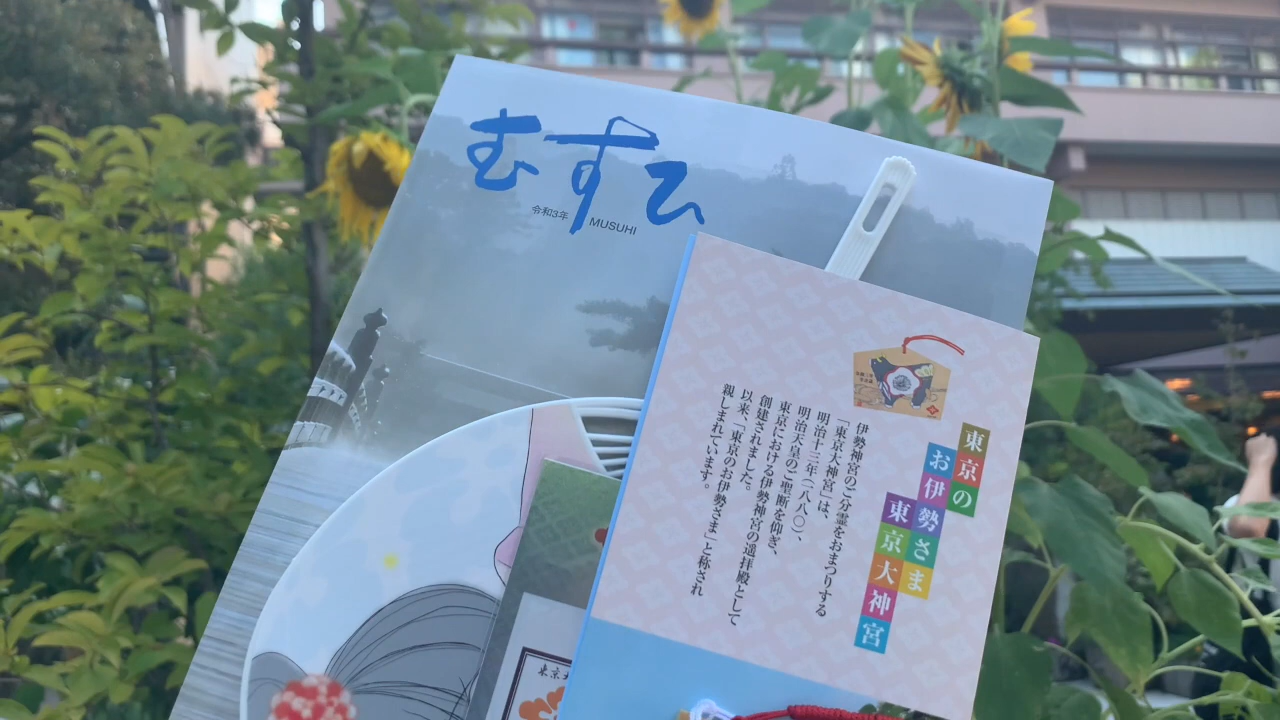 むすひ
令和3年 MUSUHI
東京の
お伊勢さま
東京大神宮
伊勢神宮のご分霊をおまつりする
「東京大神宮」は、
明治十三年(一八八〇)、
明治天皇のご聖断を仰ぎ、
東京における伊勢神宮の遥拝殿として
創建されました。
以来、「東京のお伊勢さま」と称され
親しまれています。
東京大